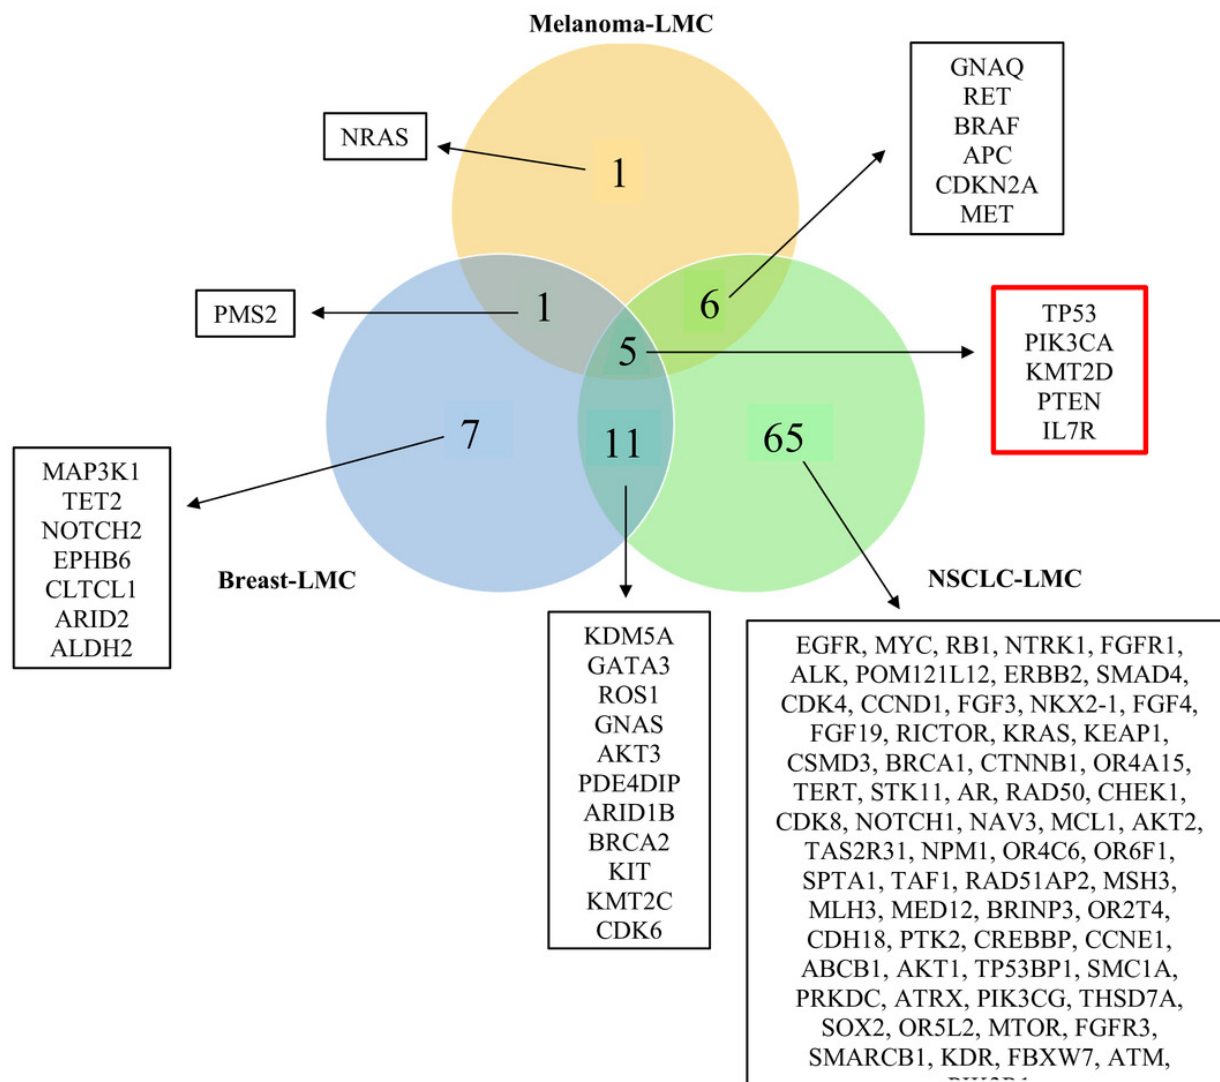 Melanoma-LMC
NRAS
1
GNAQ
RET
BRAF
APC
CDKN2A
MET
PMS2
1
6
5
TP53
PIK3CA
KMT2D
PTEN
IL7R
7
11
65
MAP3K1
TET2
NOTCH2
EPHB6
CLTCL1
ARID2
ALDH2
Breast-LMC
NSCLC-LMC
KDM5A
GATA3
ROS1
GNAS
AKT3
PDE4DIP
ARID1B
BRCA2
KIT
KMT2C
CDK6
EGFR, MYC, RB1, NTRK1, FGFR1,
ALK, POM121L12, ERBB2, SMAD4,
CDK4, CCND1, FGF3, NKX2-1, FGF4,
FGF19, RICTOR, KRAS, KEAP1,
CSMD3, BRCA1, CTNNB1, OR4A15,
TERT, STK11, AR, RAD50, CHEK1,
CDK8, NOTCH1, NAV3, MCL1, AKT2,
TAS2R31, NPM1, OR4C6, OR6F1,
SPTA1, TAF1, RAD51AP2, MSH3,
MLH3, MED12, BRINP3, OR2T4,
CDH18, PTK2, CREBBP, CCNE1,
ABCB1, AKT1, TP53BP1, SMC1A,
PRKDC, ATRX, PIK3CG, THSD7A,
SOX2, OR5L2, MTOR, FGFR3,
SMARCB1, KDR, FBXW7, ATM,